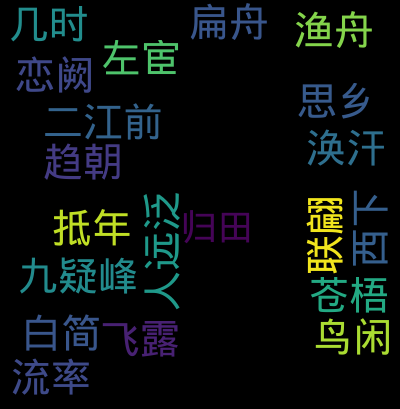 几时
扁舟
渔舟
左宦
恋阙
思乡
二江前
涣汗
趋朝
抵年
人远泛
归田
联翩
西下
九疑峰
苍梧
白简
飞露
鸟闲
流率